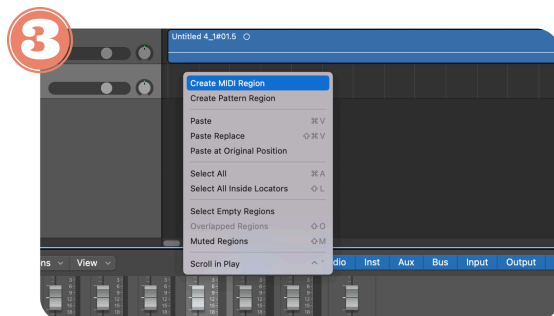 3
Untitled 4_1#01.5
Create MIDI Region
Create Pattern Region
Paste ⌘V
Paste Replace ⇧⌘V
Paste at Original Position
Select All ⌘A
Select All Inside Locators ⇧L
Select Empty Regions
Overlapped Regions ⇧O
Muted Regions ⇧M
Scroll in Play
View
Inst
Aux
Bus
Input
Output